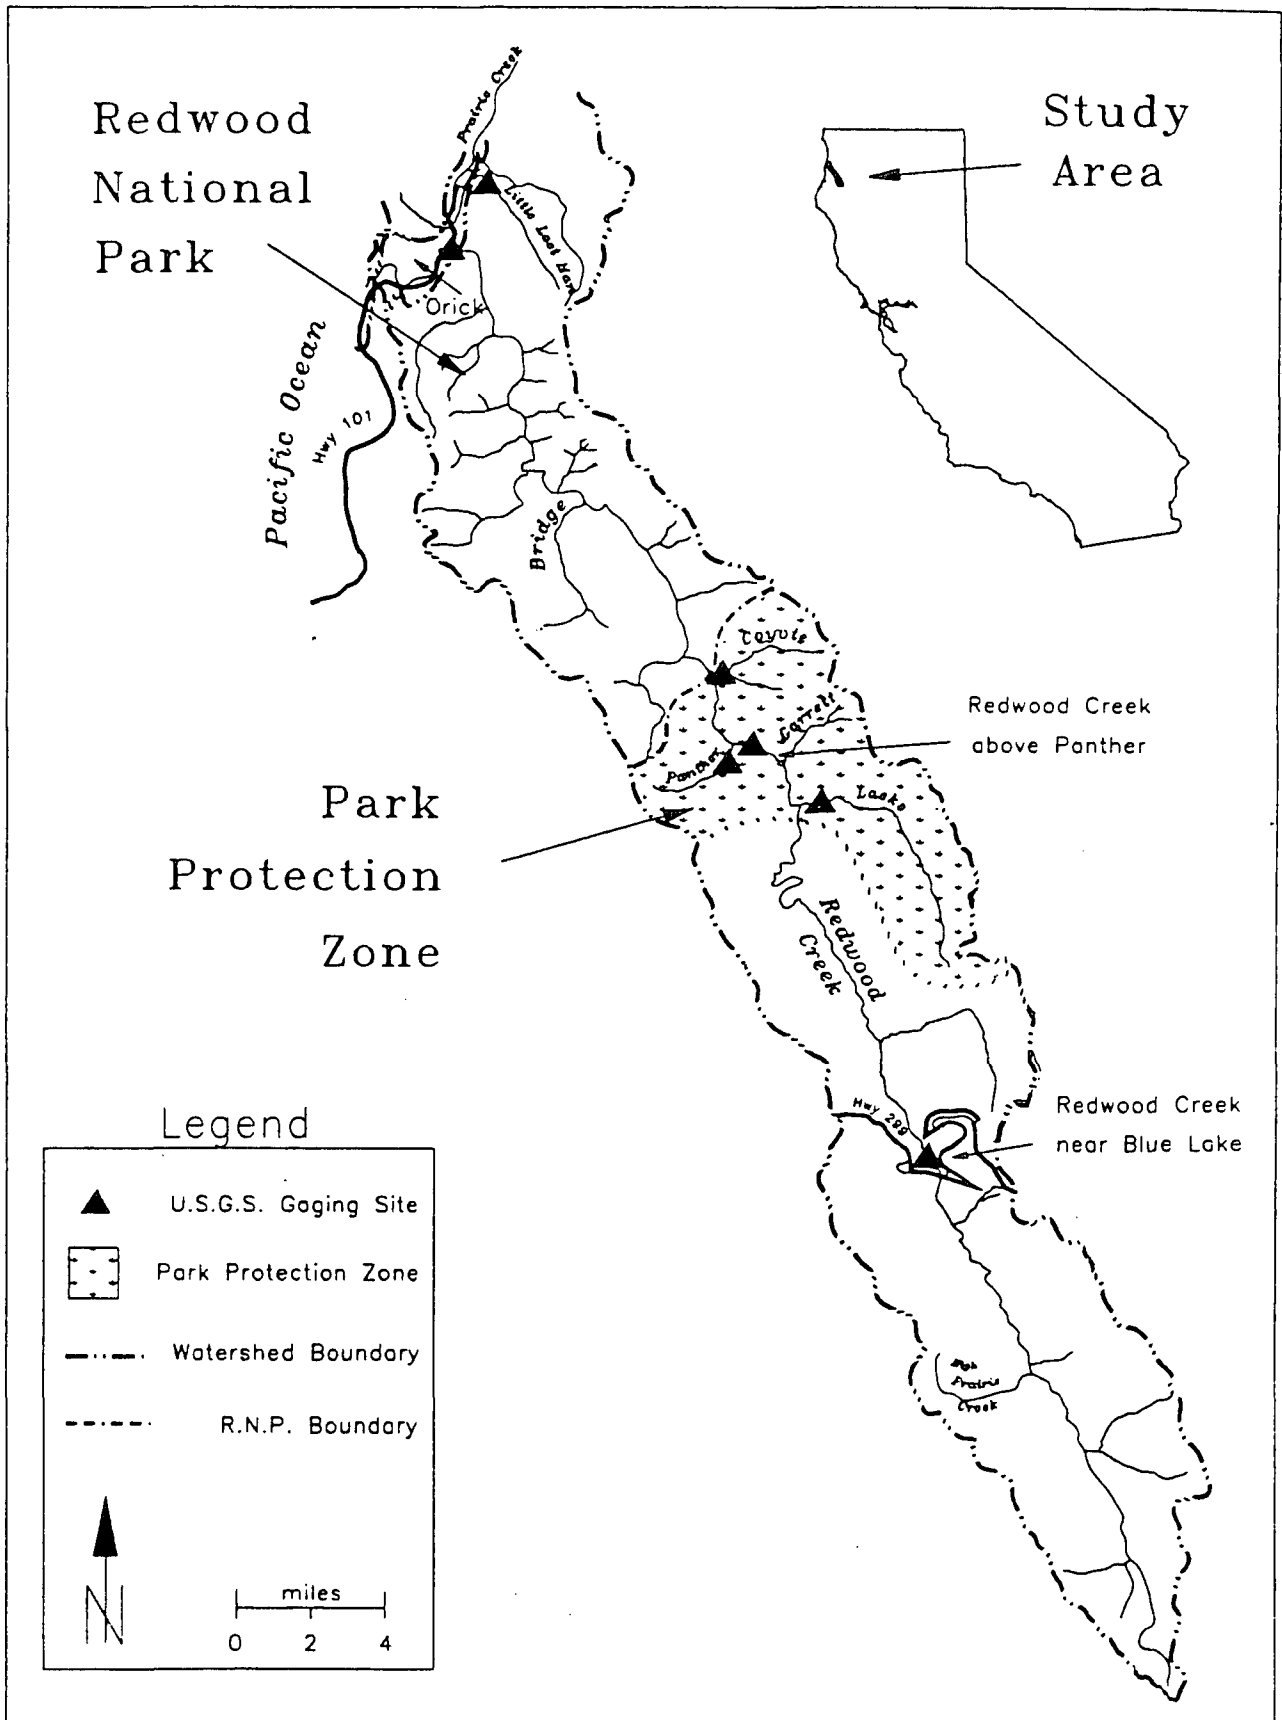 Redwood
National
Park
Prairie Creek
Study
Area
Little Lost Man
Orick
Pacific Ocean
Hwy 101
Bridge
Coyote
Garrett
Redwood Creek
above Panther
Panther
Lacks
Park
Protection
Zone
Redwood
Creek
Hwy 299
Redwood Creek
near Blue Lake
Prairie
Creek
Legend
U.S.G.S. Gaging Site
Park Protection Zone
Watershed Boundary
R.N.P. Boundary
N
miles
0 2 4